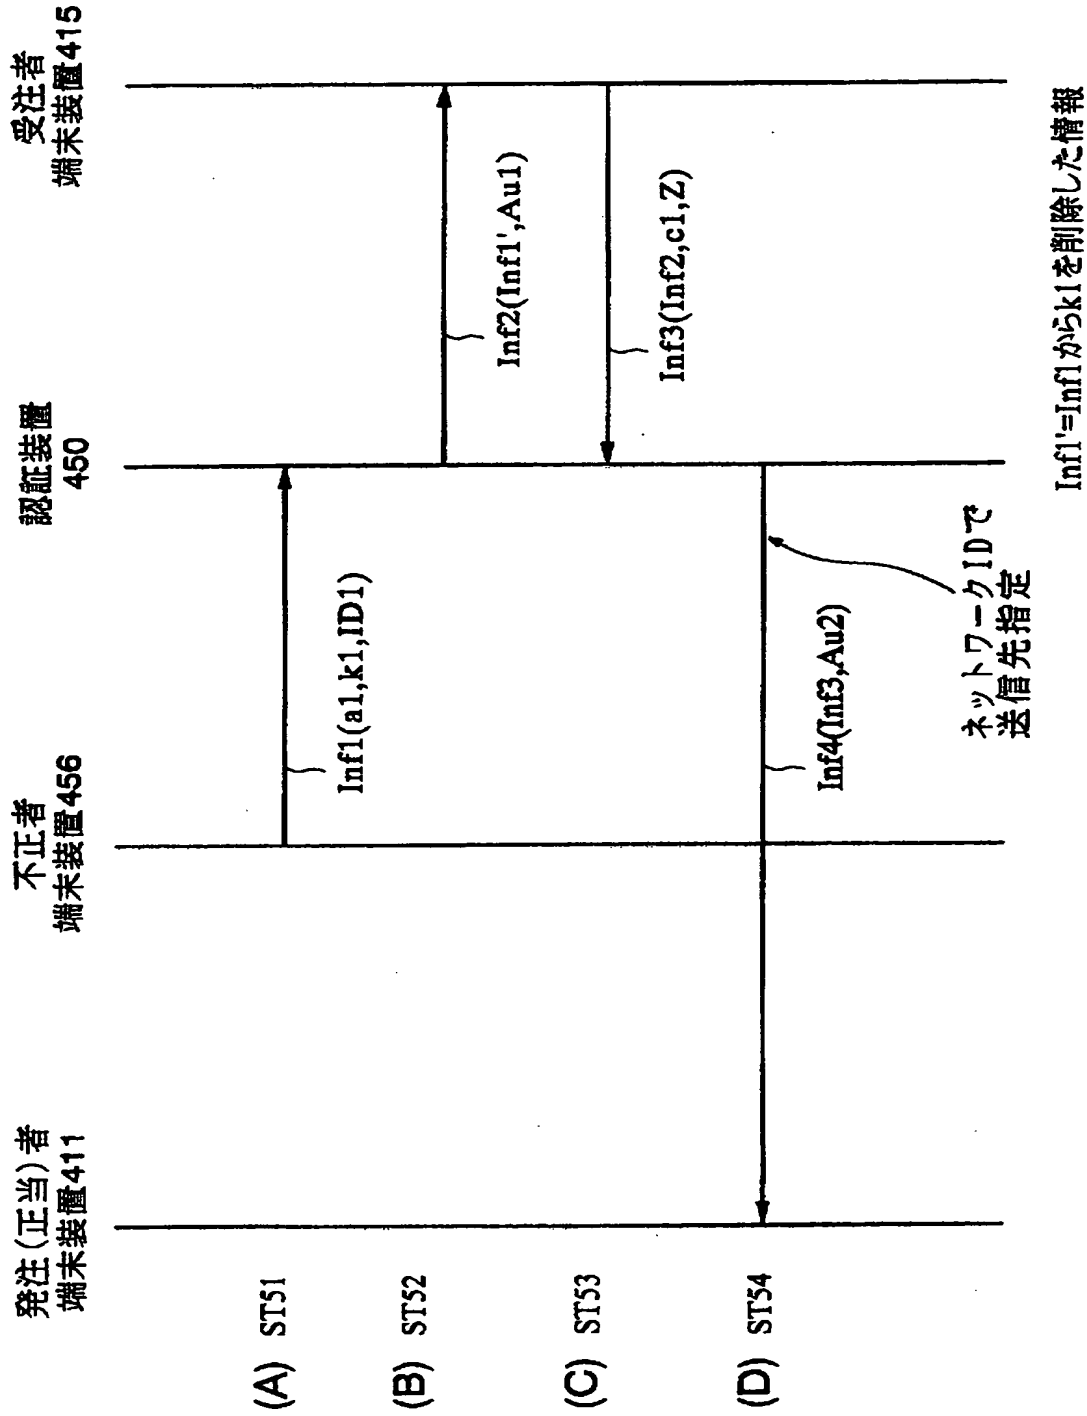 発注(正当)者
端末装置411
不正者
端末装置456
認証装置
450
受注者
端末装置415
(A) ST51
Inf1(a1,k1,ID1)
(B) ST52
Inf2(Inf1',Au1)
(C) ST53
Inf3(Inf2,c1,Z)
(D) ST54
Inf4(Inf3,Au2)
ネットワークIDで
送信先指定
Inf1'=Inf1からk1を削除した情報